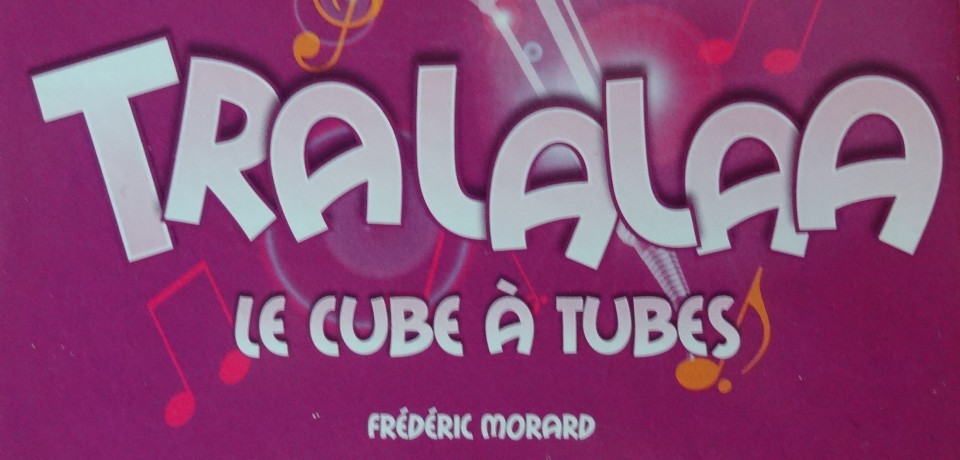 TRALALAA
LE CUBE À TUBES
FRÉDÉRIC MORARD